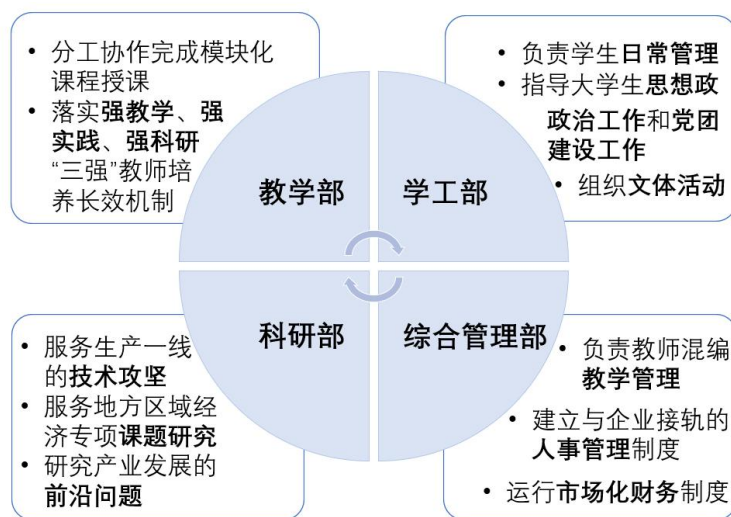 • 分工协作完成模块化
课程授课
• 落实强教学、强
实践、强科研
“三强”教师培
养长效机制
教学部
• 负责学生日常管理
• 指导大学生思想政
政治工作和党团
建设工作
• 组织文体活动
学工部
科研部
• 服务生产一线
的技术攻坚
• 服务地方区域经
济专项课题研究
• 研究产业发展的
前沿问题
综合管理部
• 负责教师混编
教学管理
• 建立与企业接轨的
人事管理制度
• 运行市场化财务制度